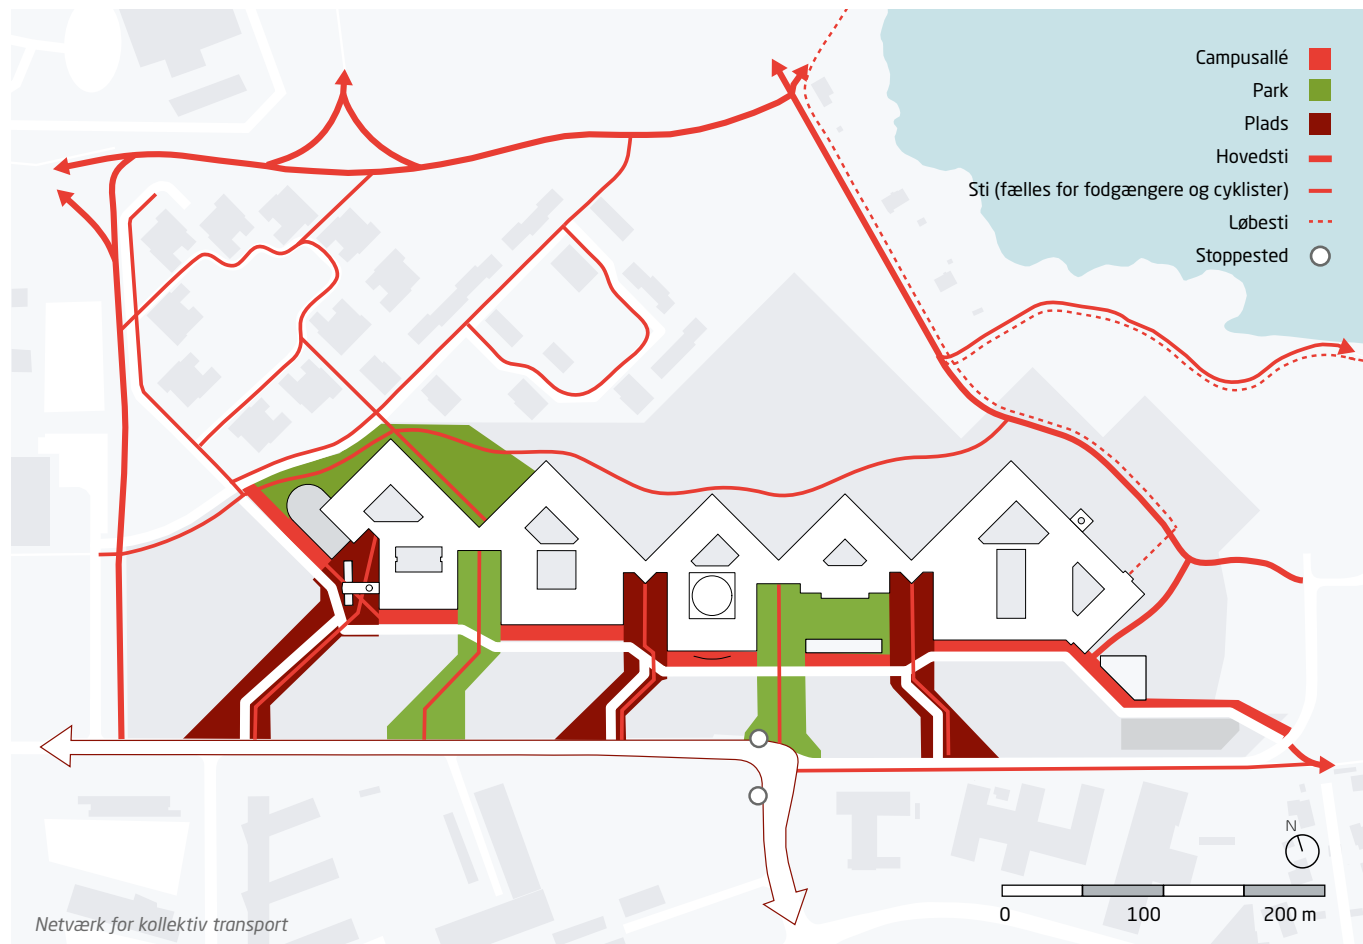 Campusallé
Park
Plads
Hovedsti
Sti (fælles for fodgængere og cyklister)
Løbesti
Stoppested
N
0 100 200 m
Netværk for kollektiv transport